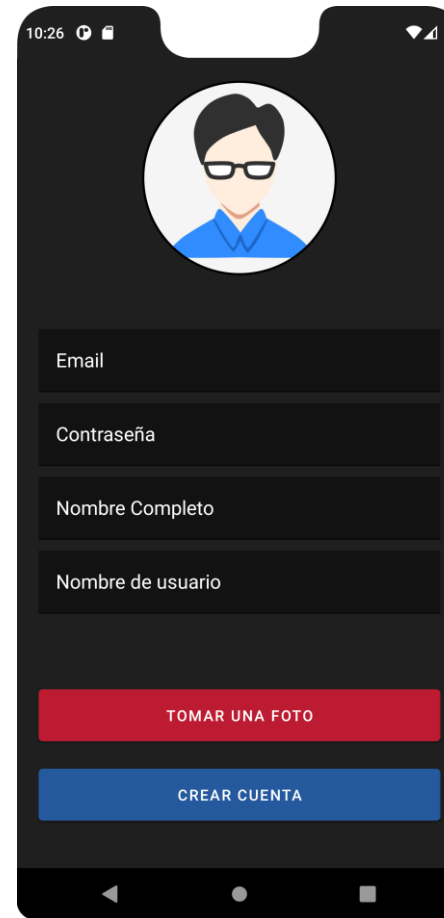 10:26
Email
Contraseña
Nombre Completo
Nombre de usuario
TOMAR UNA FOTO
CREAR CUENTA